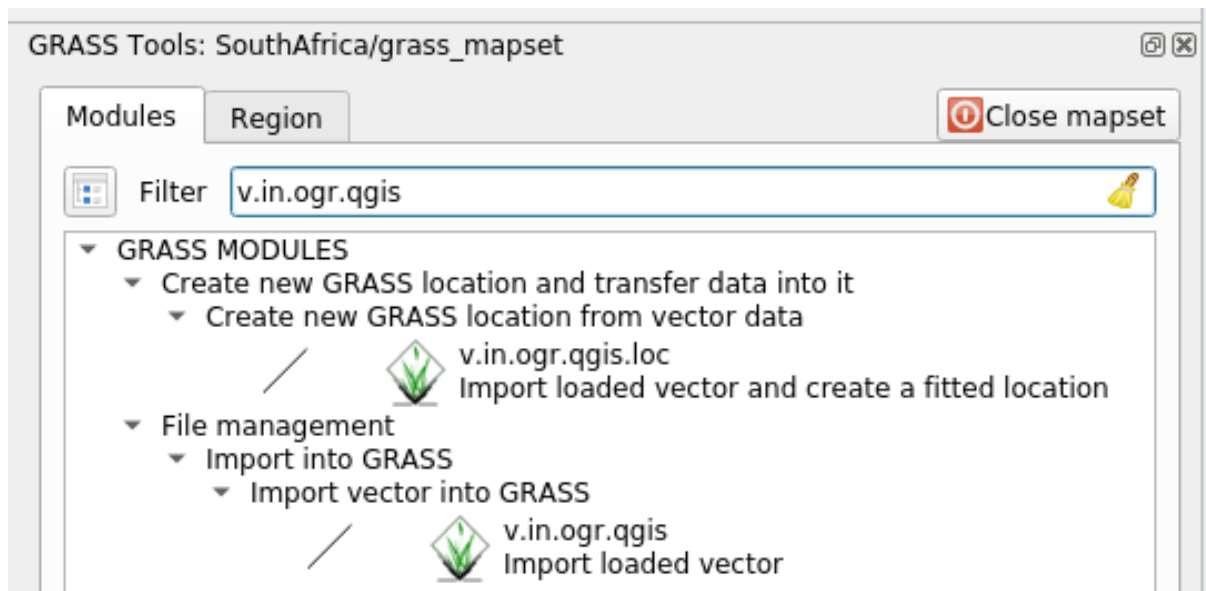 GRASS Tools: SouthAfrica/grass_mapset
Modules
Region
Close mapset
Filter
v.in.ogr.qgis
GRASS MODULES
Create new GRASS location and transfer data into it
Create new GRASS location from vector data
v.in.ogr.qgis.loc
Import loaded vector and create a fitted location
File management
Import into GRASS
Import vector into GRASS
v.in.ogr.qgis
Import loaded vector